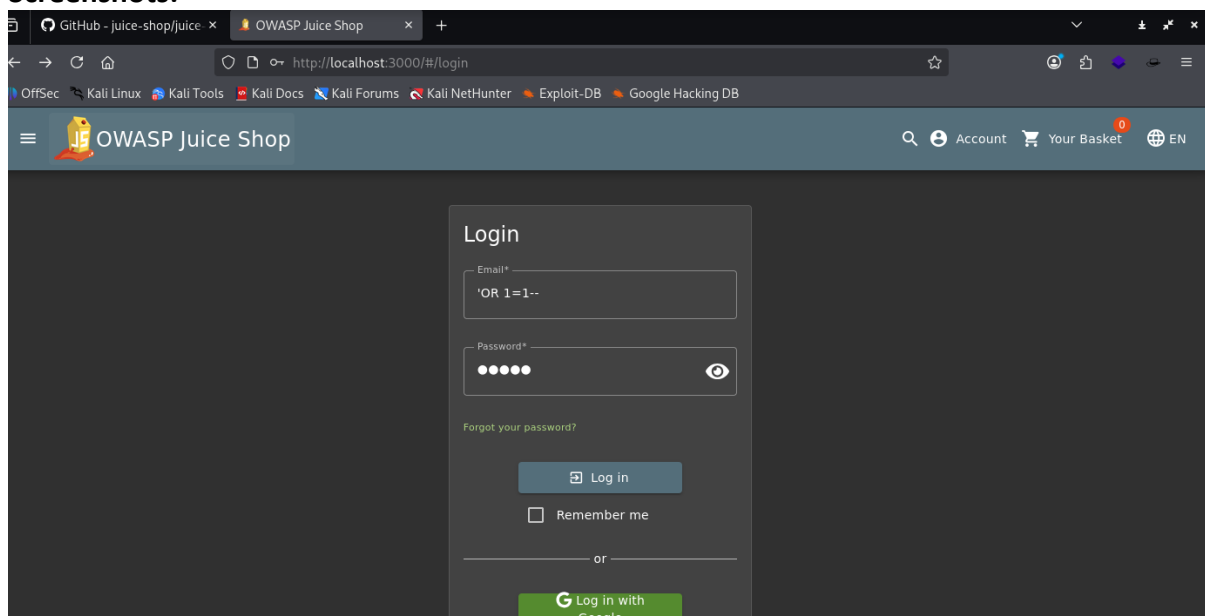 Screenshots:
GitHub - juice-shop/juice-
OWASP Juice Shop
http://localhost:3000/#/login
OffSec Kali Linux Kali Tools Kali Docs Kali Forums Kali NetHunter Exploit-DB Google Hacking DB
OWASP Juice Shop
Account
0
Your Basket
EN
Login
Email*
'OR 1=1--
Password*
Forgot your password?
Log in
Remember me
or
G Log in with